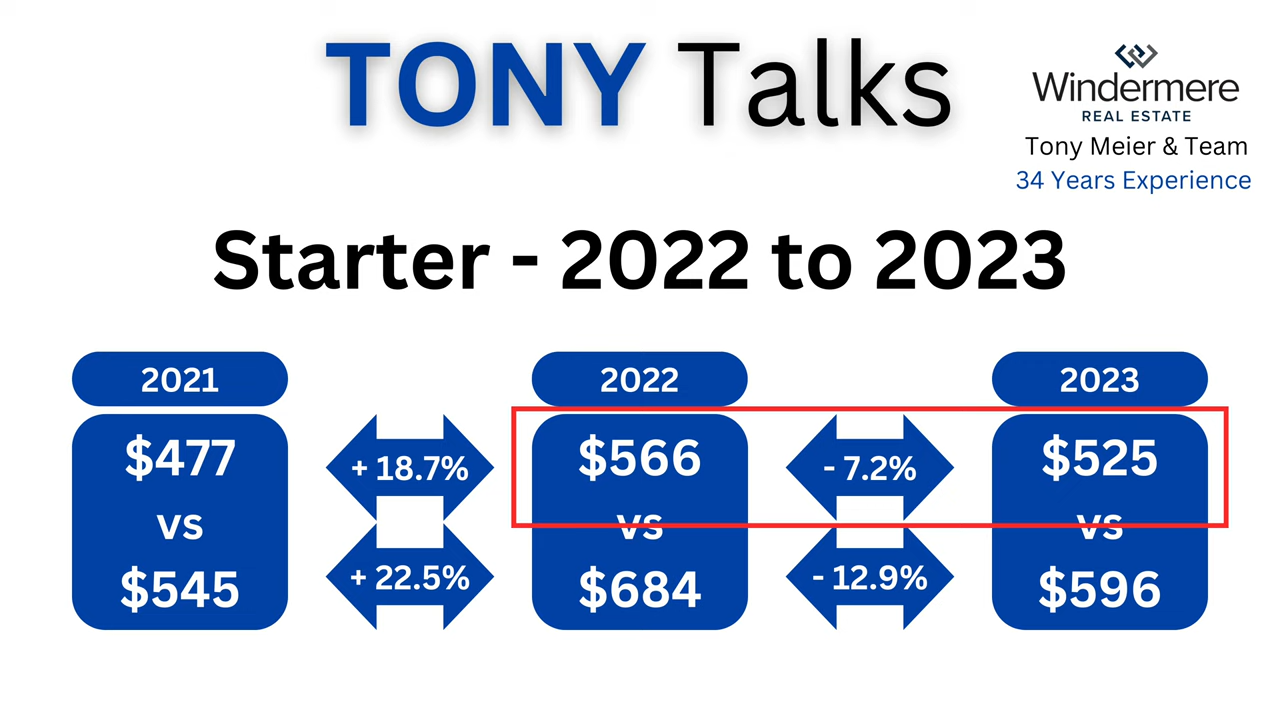 TONY Talks
Windermere
REAL ESTATE
Tony Meier & Team
34 Years Experience
Starter - 2022 to 2023
2021
2022
2023
$477
+ 18.7%
$566
- 7.2%
$525
vs
vs
vs
$545
+ 22.5%
$684
- 12.9%
$596